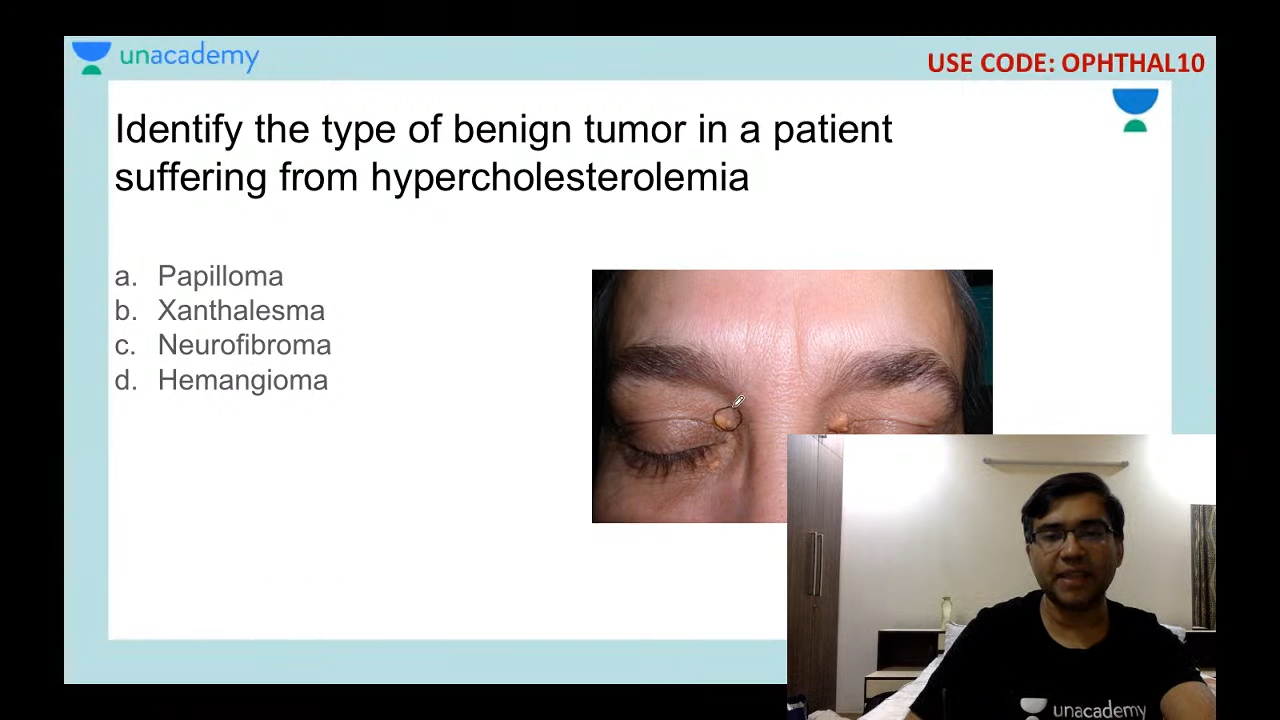 unacademy
USE CODE: OPHTHAL10
Identify the type of benign tumor in a patient
suffering from hypercholesterolemia
a. Papilloma
b. Xanthalesma
c. Neurofibroma
d. Hemangioma
unacademy